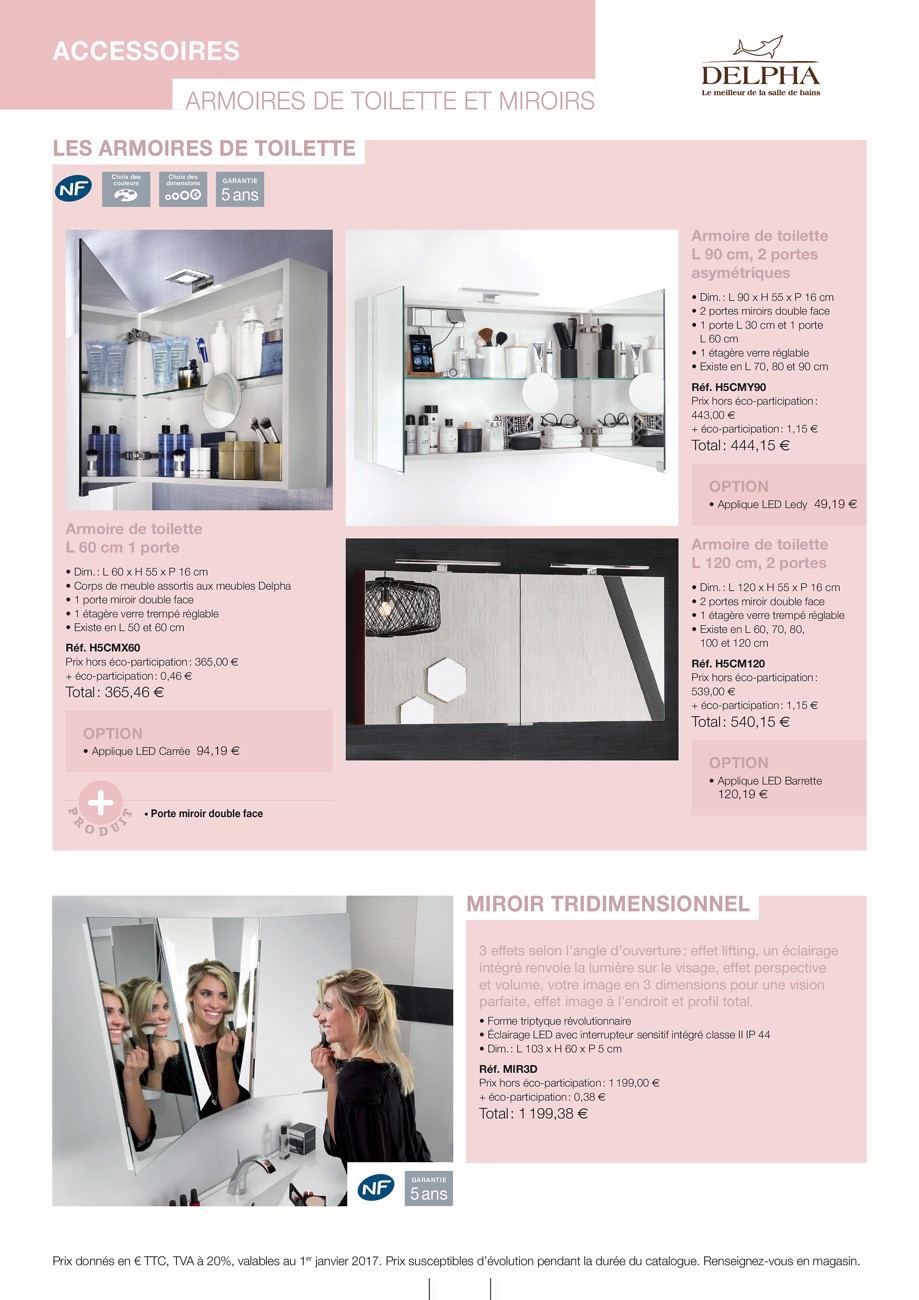 ACCESSOIRES
ARMOIRES DE TOILETTE ET MIROIRS
DELPHA
Le meilleur de la salle de bains
LES ARMOIRES DE TOILETTE
NF
Choix des
couleurs
Choix des
dimensions
GARANTIE
5 ans
Armoire de toilette
L 60 cm 1 porte
• Dim. : L 60 x H 55 x P 16 cm
• Corps de meuble assortis aux meubles Delpha
• 1 porte miroir double face
• 1 étagère verre trempé réglable
• Existe en L 50 et 60 cm
Réf. H5CMX60
Prix hors éco-participation : 365,00 €
+ éco-participation : 0,46 €
Total : 365,46 €
OPTION
• Applique LED Carrée 94,19 €
+
PRODUIT
• Porte miroir double face
Armoire de toilette
L 90 cm, 2 portes
asymétriques
• Dim. : L 90 x H 55 x P 16 cm
• 2 portes miroirs double face
• 1 porte L 30 cm et 1 porte
L 60 cm
• 1 étagère verre réglable
• Existe en L 70, 80 et 90 cm
Réf. H5CMY90
Prix hors éco-participation :
443,00 €
+ éco-participation : 1,15 €
Total : 444,15 €
OPTION
• Applique LED Ledy 49,19 €
Armoire de toilette
L 120 cm, 2 portes
• Dim. : L 120 x H 55 x P 16 cm
• 2 portes miroir double face
• 1 étagère verre trempé réglable
• Existe en L 60, 70, 80,
100 et 120 cm
Réf. H5CM120
Prix hors éco-participation :
539,00 €
+ éco-participation : 1,15 €
Total : 540,15 €
OPTION
• Applique LED Barrette
120,19 €
MIROIR TRIDIMENSIONNEL
3 effets selon l'angle d'ouverture : effet lifting, un éclairage
intégré renvoie la lumière sur le visage, effet perspective
et volume, votre image en 3 dimensions pour une vision
parfaite, effet image à l'endroit et profil total.
• Forme triptyque révolutionnaire
• Éclairage LED avec interrupteur sensitif intégré classe II IP 44
• Dim. : L 103 x H 60 x P 5 cm
Réf. MIR3D
Prix hors éco-participation : 1 199,00 €
+ éco-participation : 0,38 €
Total : 1 199,38 €
NF
GARANTIE
5 ans
Prix donnés en € TTC, TVA à 20%, valables au 1er janvier 2017. Prix susceptibles d'évolution pendant la durée du catalogue. Renseignez-vous en magasin.